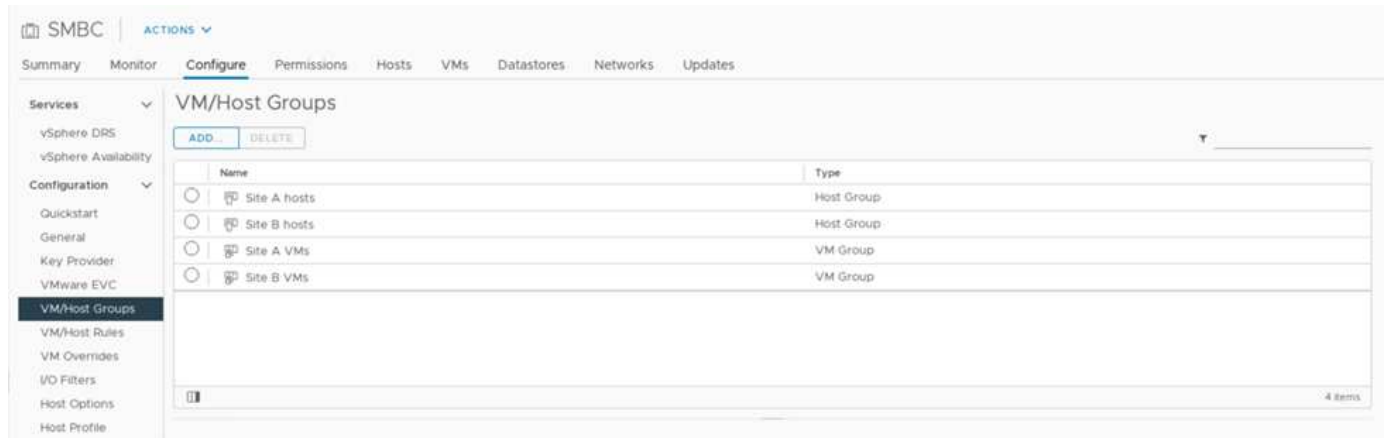 SMBC ACTIONS
Summary Monitor Configure Permissions Hosts VMs Datastores Networks Updates
Services
vSphere DRS
vSphere Availability
Configuration
Quickstart
General
Key Provider
VMware EVC
VM/Host Groups
VM/Host Rules
VM Overrides
I/O Filters
Host Options
Host Profile
VM/Host Groups
ADD... DELETE
Name Type
Site A hosts Host Group
Site B hosts Host Group
Site A VMs VM Group
Site B VMs VM Group
4 items